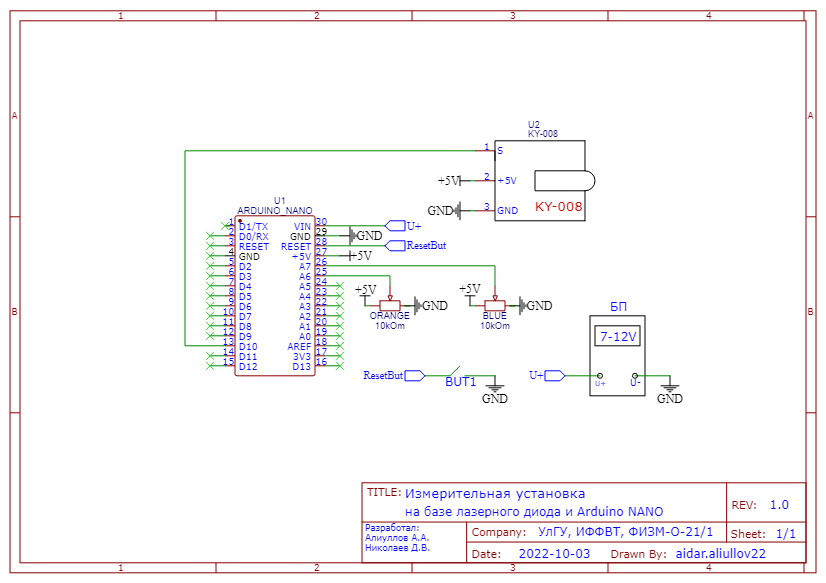 1 2 3 4
A A
B B
U2
KY-008
1 S
2 +5V
3 GND
KY-008
+5V
GND
U1
ARDUINO_NANO
1 D1/TX VIN 30
2 D0/RX GND 29
3 RESET RESET 28
4 GND +5V 27
5 D2 A7 26
6 D3 A6 25
7 D4 A5 24
8 D5 A4 23
9 D6 A3 22
10 D7 A2 21
11 D8 A1 20
12 D9 A0 19
13 D10 AREF 18
14 D11 3V3 17
15 D12 D13 16
U+
GND
ResetBut
+5V
+5V GND
ORANGE
10kOm
+5V GND
BLUE
10kOm
ResetBut BUT1 GND
БП
7-12V
U+ U+ U- GND
TITLE: Измерительная установка
на базе лазерного диода и Arduino NANO
REV: 1.0
Разработал:
Алиуллов А.А.
Николаев Д.В.
Company: УлГУ, ИФФВТ, ФИЗМ-О-21/1
Sheet: 1/1
Date: 2022-10-03 Drawn By: aidar.aliullov22
1 2 3 4